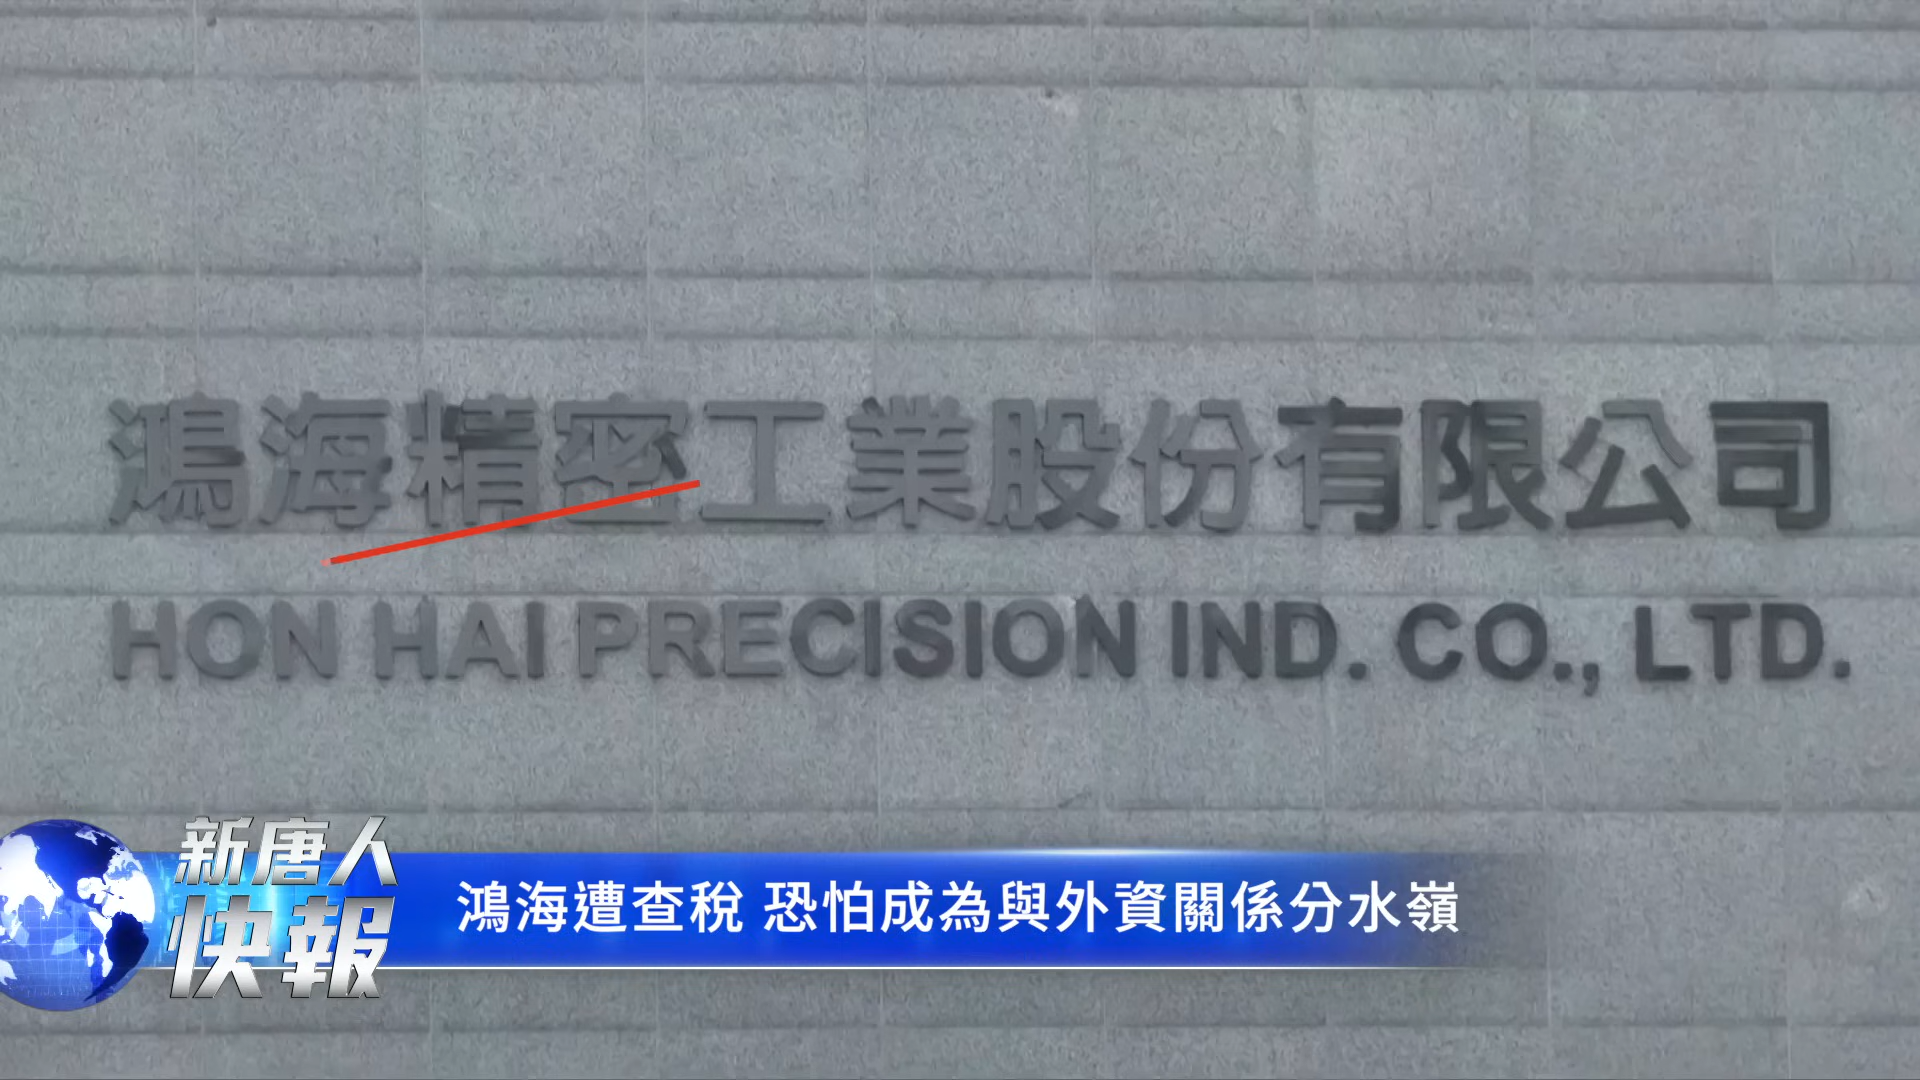 鴻海精密工業股份有限公司
HON HAI PRECISION IND. CO., LTD.
新唐人
快報
鴻海遭查稅 恐怕成為與外資關係分水嶺